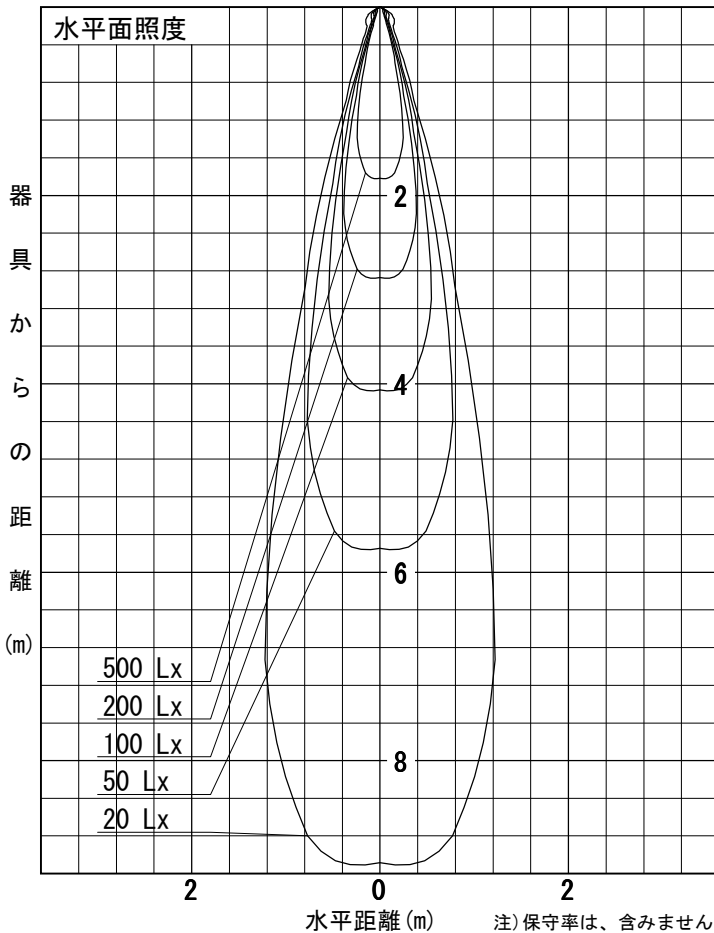 水平面照度
器具からの距離(m)
2
4
6
8
500 Lx
200 Lx
100 Lx
50 Lx
20 Lx
2
0
2
水平距離(m)
注)保守率は、含みません